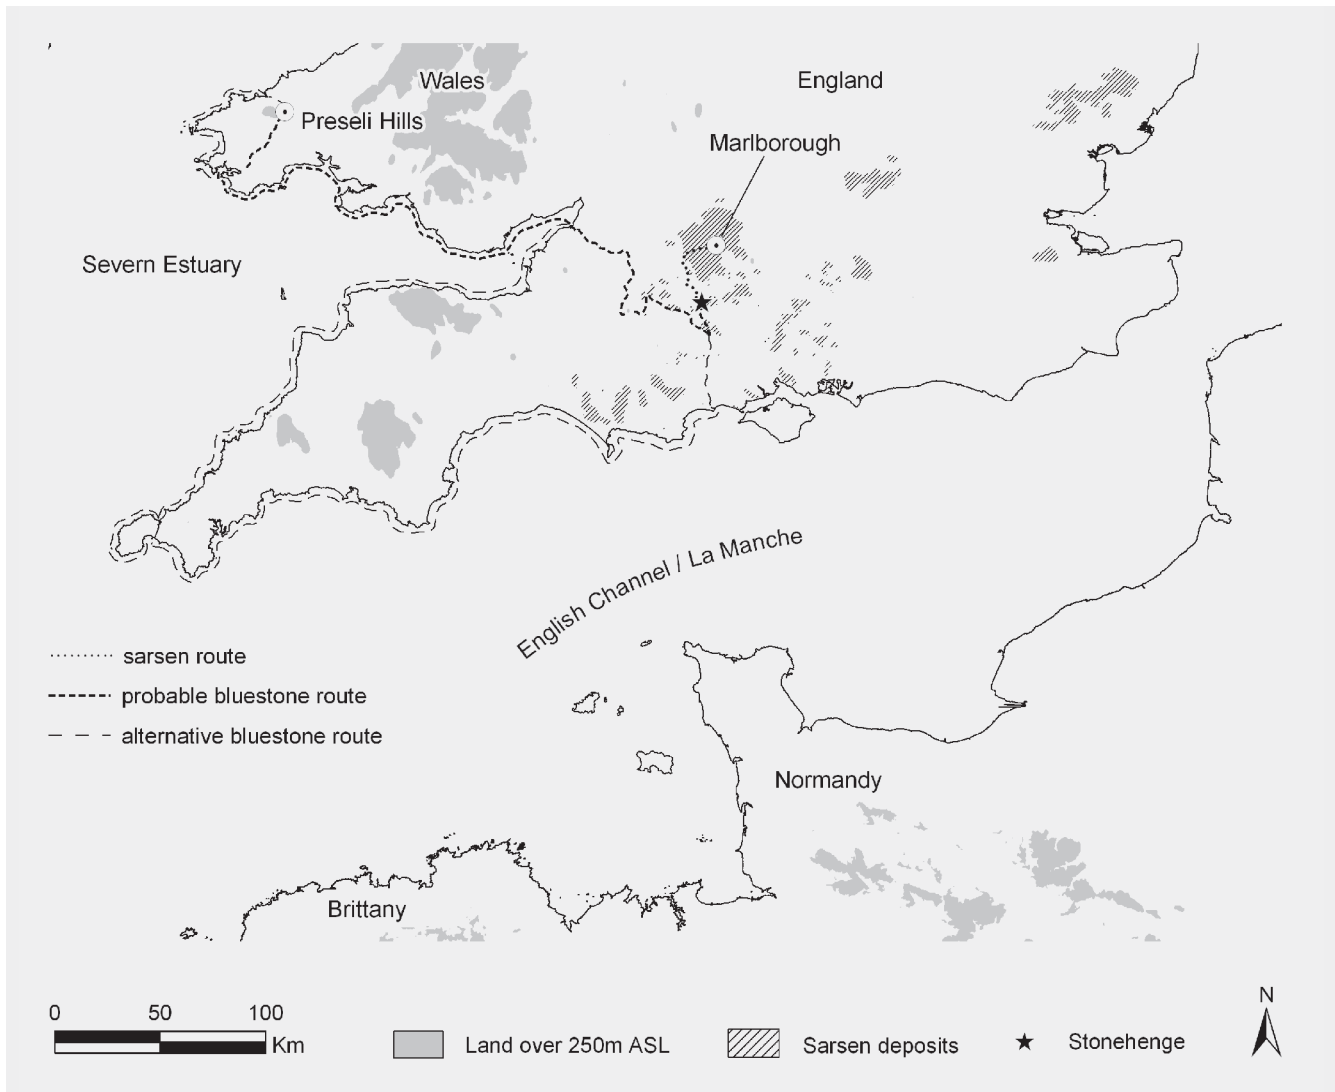 Wales
England
Preseli Hills
Marlborough
Severn Estuary
English Channel / La Manche
sarsen route
probable bluestone route
alternative bluestone route
Normandy
Brittany
0 50 100
Km
Land over 250m ASL
Sarsen deposits
Stonehenge
N